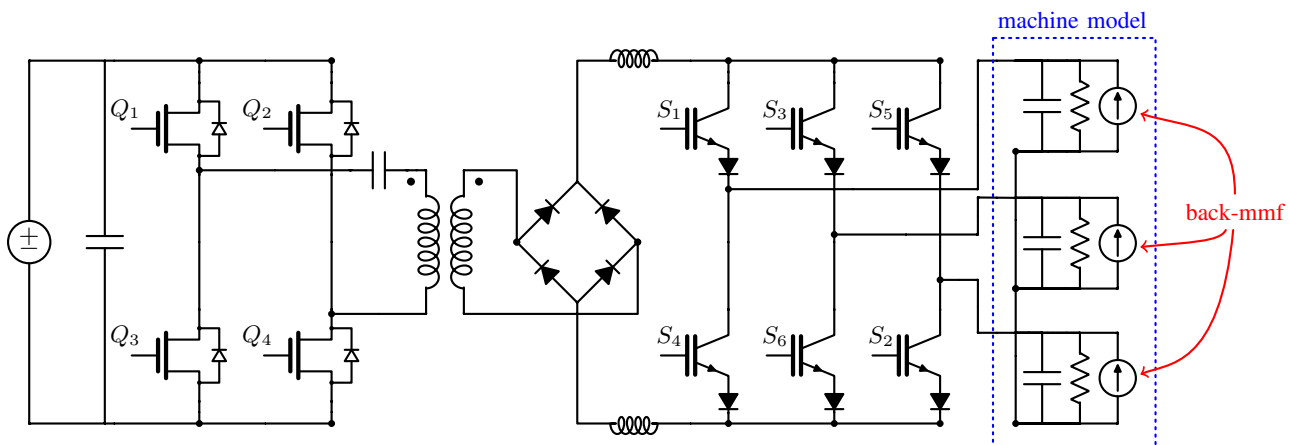 machine model
Q1
Q2
S1
S3
S5
back-mmf
±
Q3
Q4
S4
S6
S2